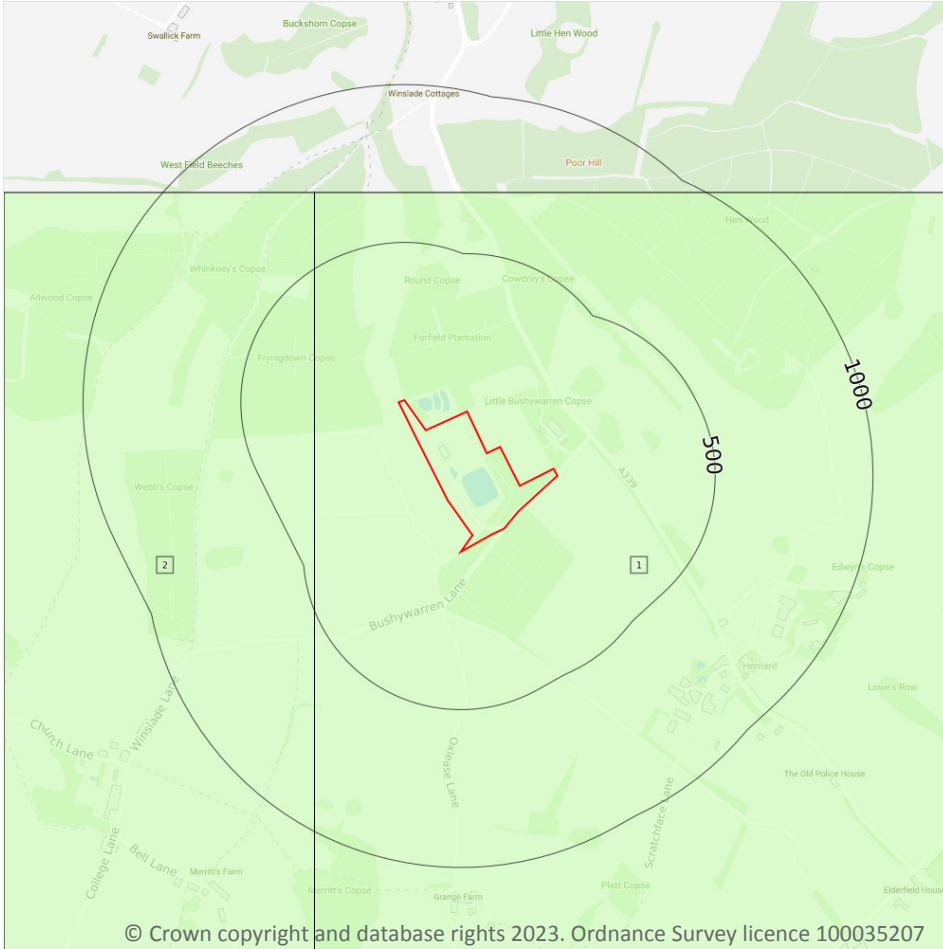 Buckshorn Copse
Swallick Farm
Little Hen Wood
Winslade Cottages
West Field Beeches
Poor Hill
Hen Wood
Whinkney's Copse
Round Copse
Cowdray's Copse
Allwood Copse
Forfield Plantation
Fryingdown Copse
1000
Little Bushywarren Copse
500
A339
Webb's Copse
2
1
Edwyn's Copse
Bushywarren Lane
Herriard
Lowe's Row
Winslade Lane
Church Lane
Oxlease Lane
The Old Police House
Scratchface Lane
College Lane
Bell Lane
Merritt's Farm
Merritt's Copse
Platt Copse
Grange Farm
Elderfield House
© Crown copyright and database rights 2023. Ordnance Survey licence 100035207